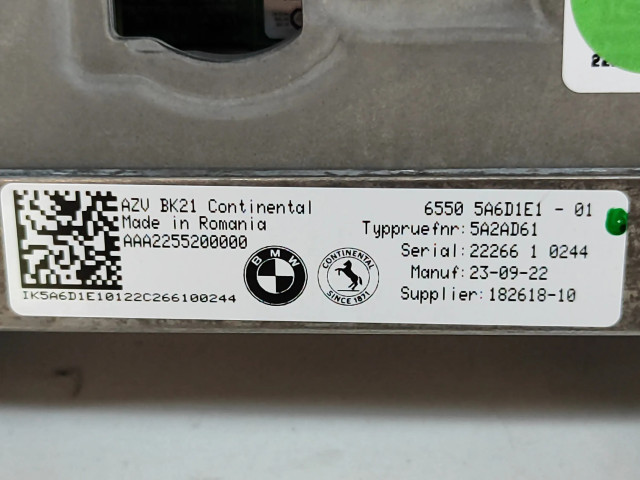 AZV BK21 Continental
Made in Romania
AAA2255200000
IK5A6D1E10122C266100244
BMW
CONTINENTAL
SINCE 1871
6550 5A6D1E1 - 01
Typpruefnr:5A2AD61
Serial:22266 1 0244
Manuf:23-09-22
Supplier:182618-10